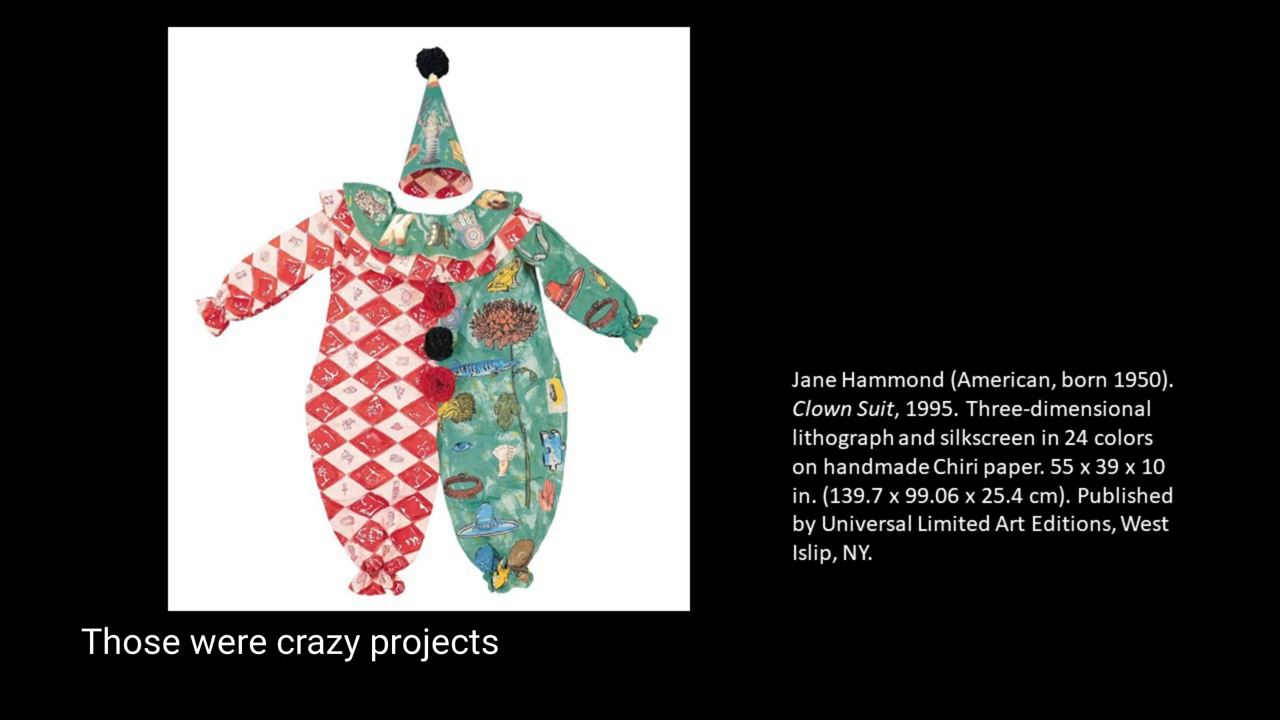 Jane Hammond (American, born 1950).
Clown Suit, 1995. Three-dimensional
lithograph and silkscreen in 24 colors
on handmade Chiri paper. 55 x 39 x 10
in. (139.7 x 99.06 x 25.4 cm). Published
by Universal Limited Art Editions, West
Islip, NY.
Those were crazy projects